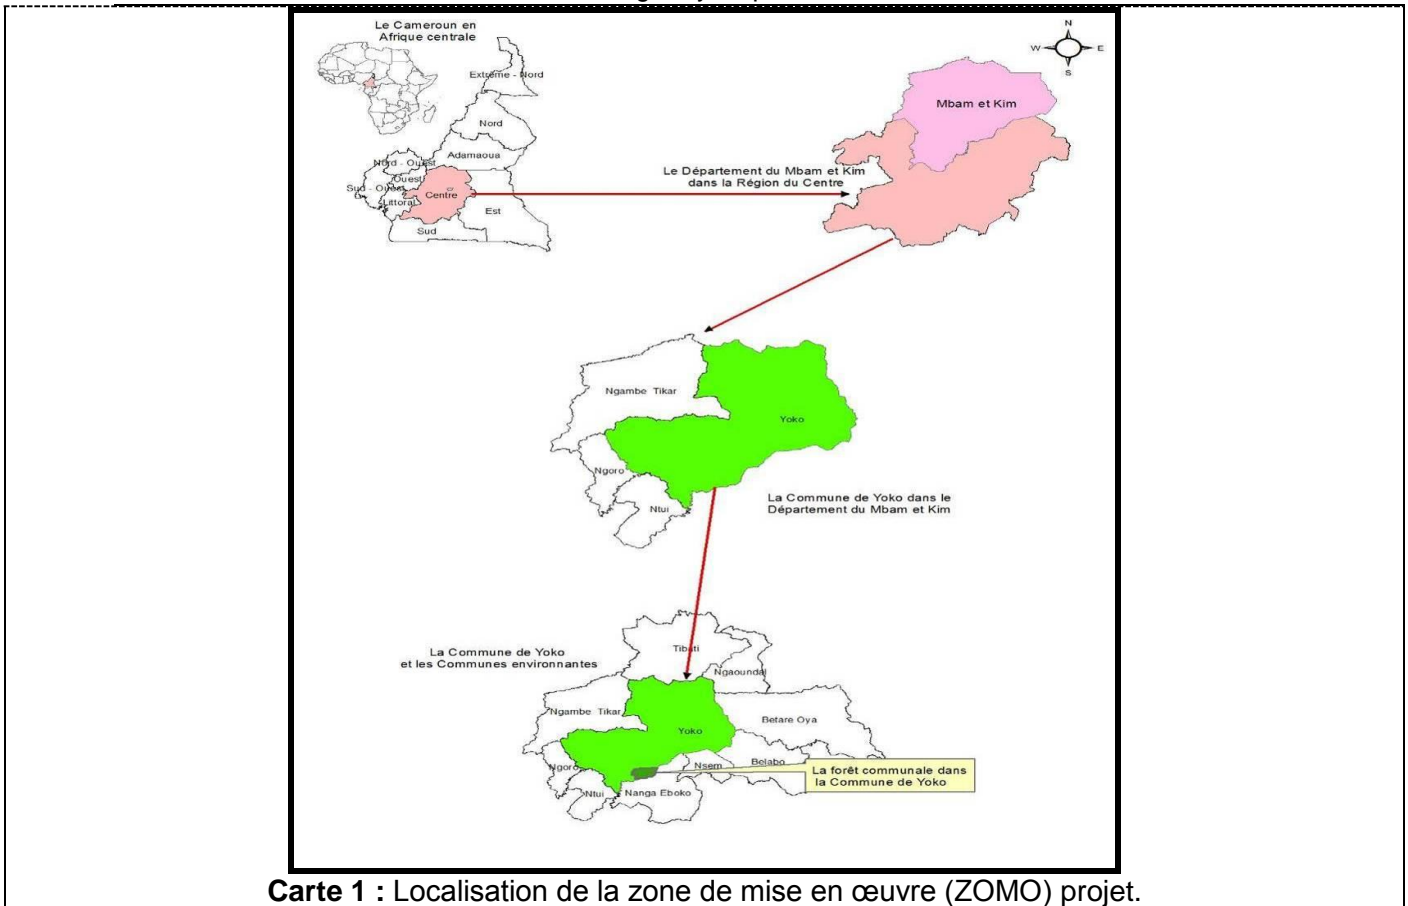 Le Cameroun en
Afrique centrale
N
W
E
S
Extrême - Nord
Nord
Adamaoua
Nord - Ouest
Ouest
Sud - Ouest
Littoral
Centre
Est
Sud
Mbam et Kim
Le Département du Mbam et Kim
dans la Région du Centre
Ngambe Tikar
Yoko
Ngoro
Ntui
La Commune de Yoko dans le
Département du Mbam et Kim
La Commune de Yoko
et les Communes environnantes
Tibati
Ngaoundal
Ngambe Tikar
Betare Oya
Yoko
Ngoro
Nsem
Belabo
La forêt communale dans
la Commune de Yoko
Ntui
Nanga Eboko
Carte 1 : Localisation de la zone de mise en œuvre (ZOMO) projet.